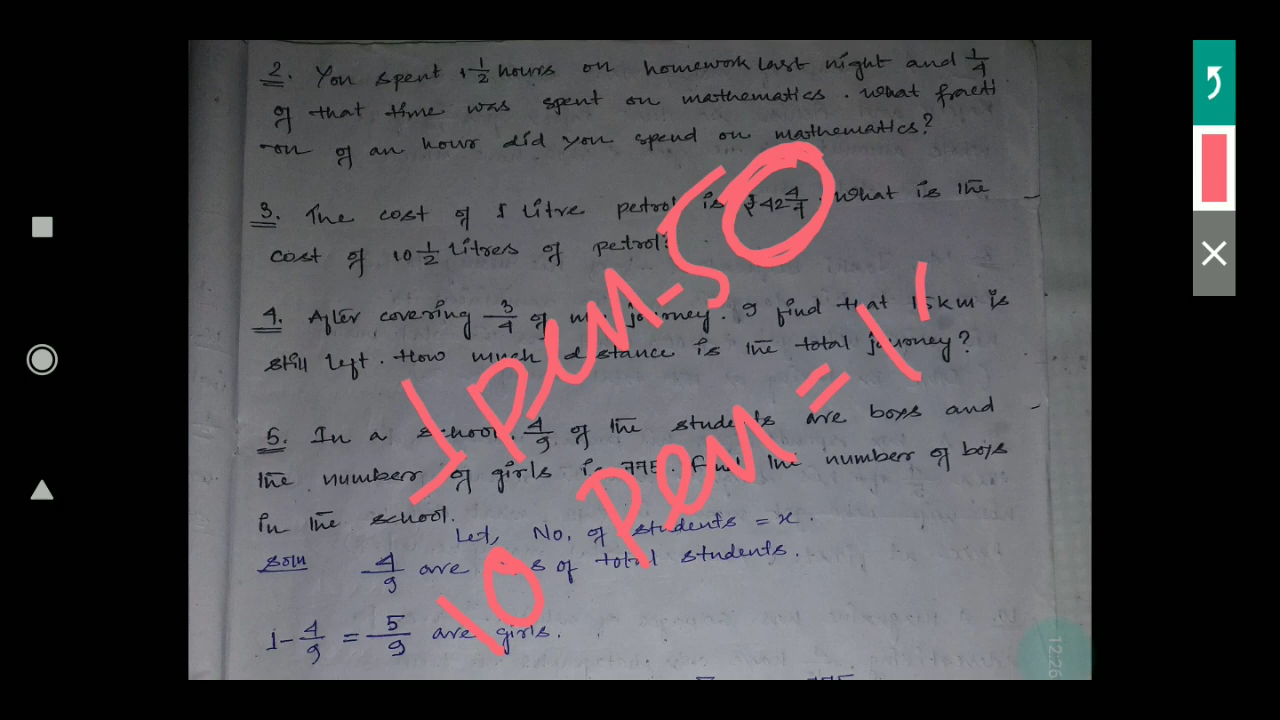 2. You spent 1 1/2 hours on homework last night and 1/4
of that time was spent on mathematics. What fracti
-on of an hour did you spend on mathematics?
3. The cost of 1 litre petrol is ₹42 4/7. What is the
cost of 10 1/2 litres of petrol?
4. After covering 3/4 of my journey. I find that km is
still left. How much distance is the total journey?
5. In a school, 4/9 of the students are boys and
the number of girls is Find the number of boys
in the school.
Let, No. of students = x.
Soln 4/9 are of total students.
1 - 4/9 = 5/9 are girls.
1 pen - 50
10 pen = 1
12:26